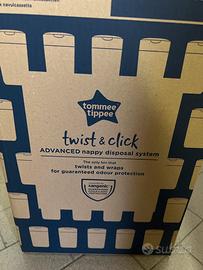 tommee
tippee
twist & click
ADVANCED nappy disposal system
The only bin that
twists and wraps
for guaranteed odour protection
sangenic
subito